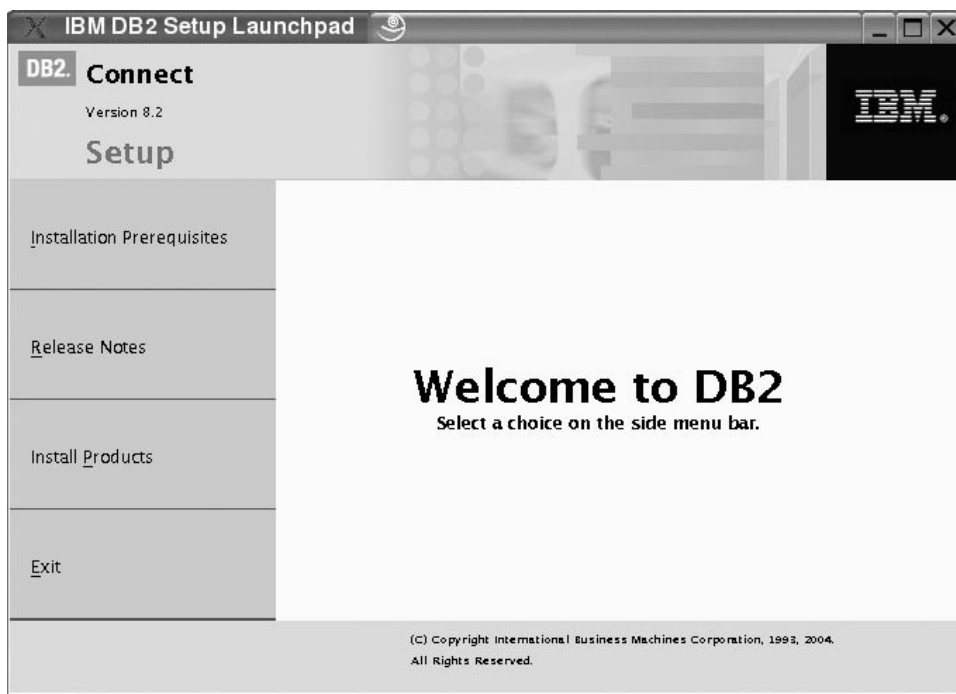 IBM DB2 Setup Launchpad
DB2. Connect
Version 8.2
Setup
IBM.®
Installation Prerequisites
Release Notes
Install Products
Exit
Welcome to DB2
Select a choice on the side menu bar.
(C) Copyright International Business Machines Corporation, 1993, 2004.
All Rights Reserved.